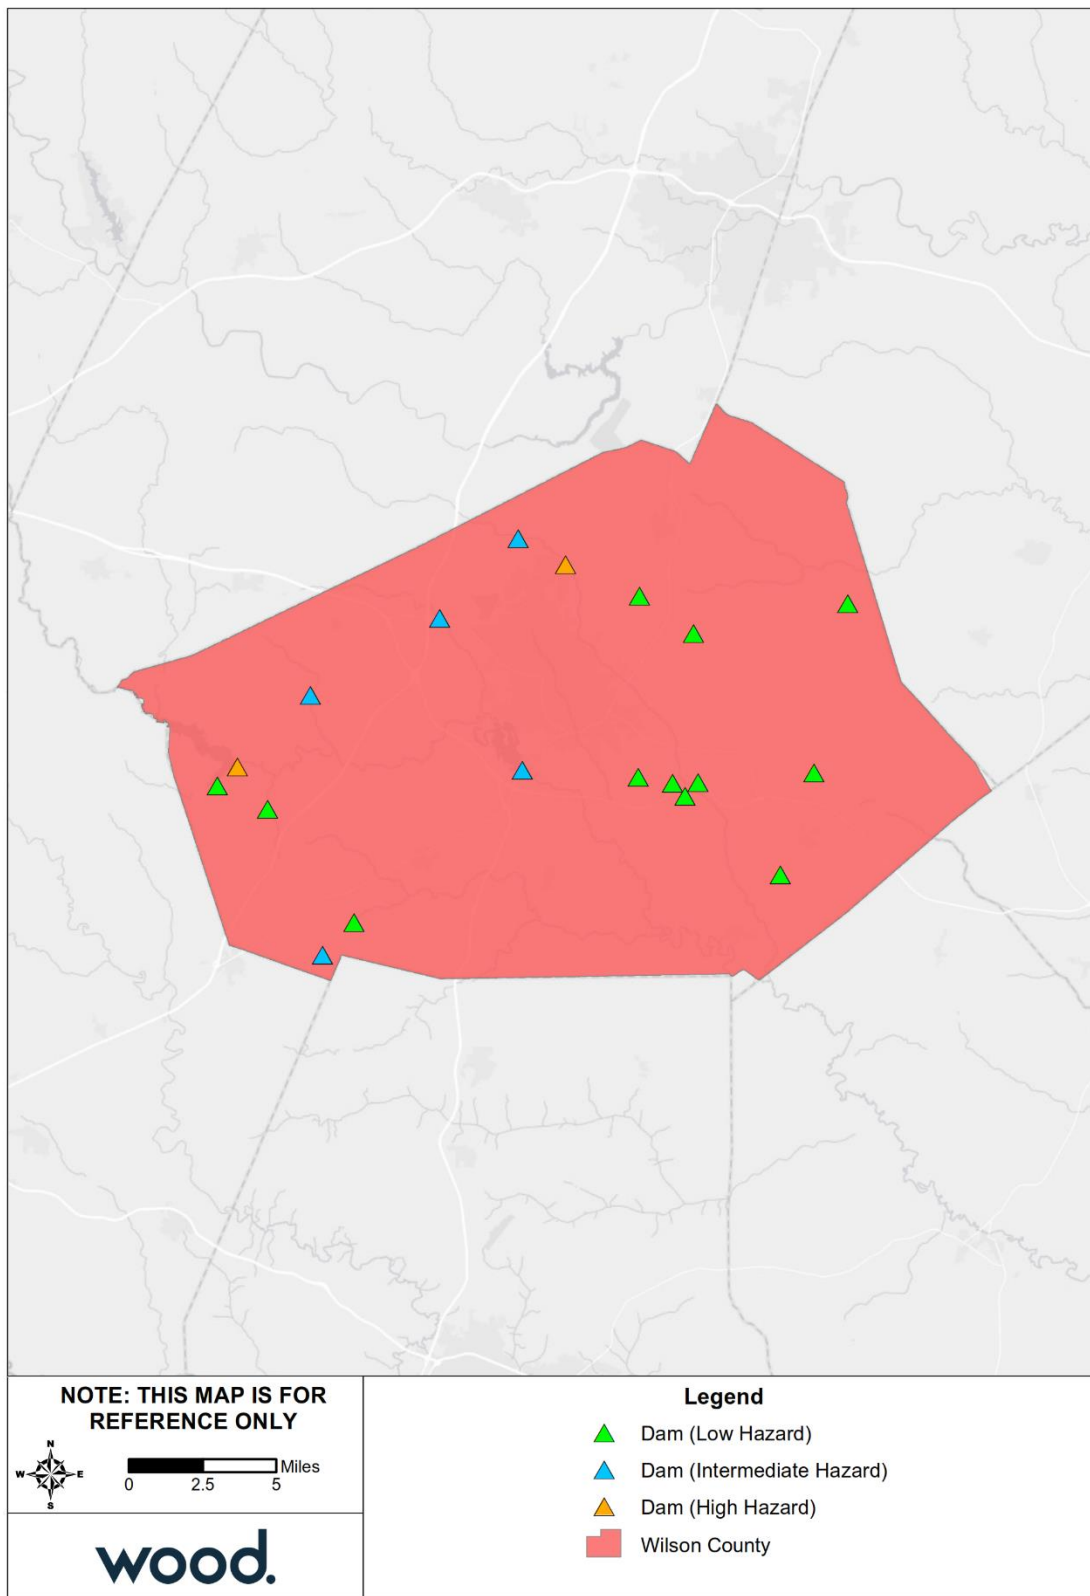 NOTE: THIS MAP IS FOR
REFERENCE ONLY
N
W
E
S
Miles
0 2.5 5
wood.
Legend
Dam (Low Hazard)
Dam (Intermediate Hazard)
Dam (High Hazard)
Wilson County